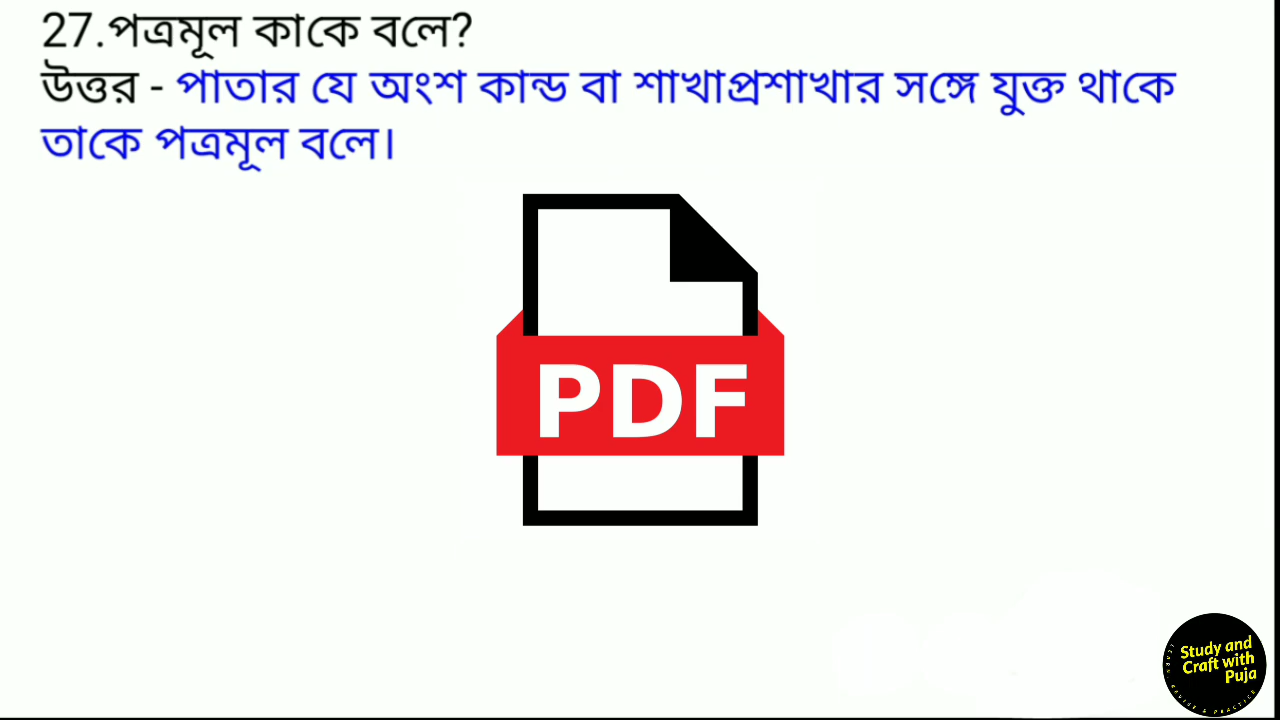 27.পত্রমূল কাকে বলে?
উত্তর - পাতার যে অংশ কান্ড বা শাখাপ্রশাখার সঙ্গে যুক্ত থাকে
তাকে পত্রমূল বলে।
PDF
Study and
Craft with
Puja